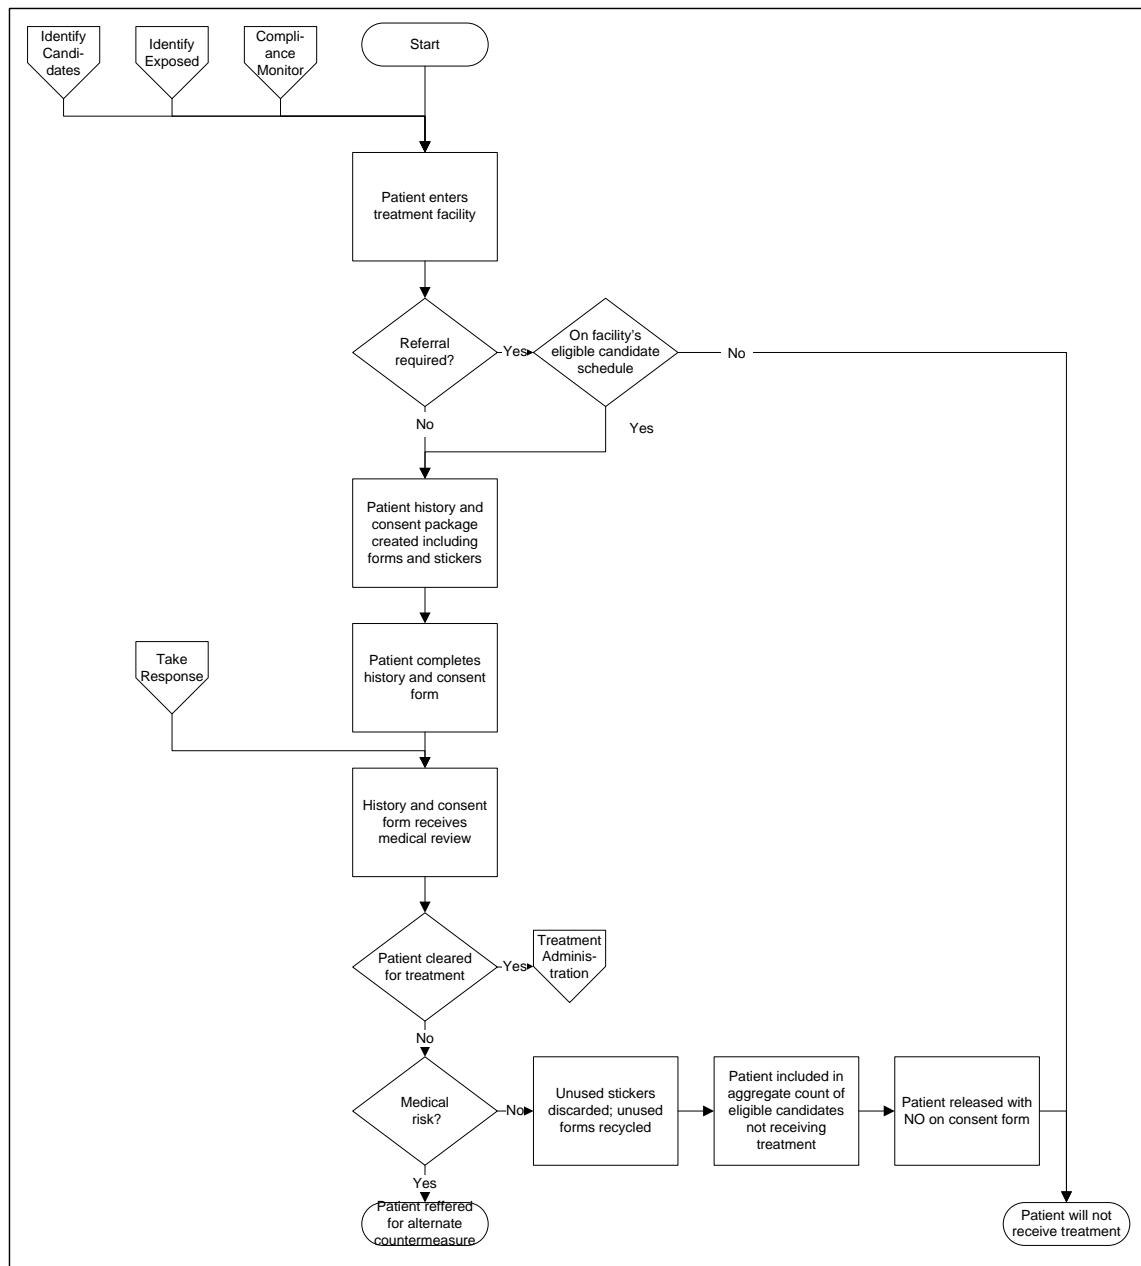 Identify
Candi-
dates
Identify
Exposed
Compli-
ance
Monitor
Start
Patient enters
treatment facility
Referral
required?
Yes
On facility's
eligible candidate
schedule
No
No
Yes
Patient history and
consent package
created including
forms and stickers
Patient completes
history and consent
form
Take
Response
History and consent
form receives
medical review
Patient cleared
for treatment
Yes
Treatment
Adminis-
tration
No
Medical
risk?
No
Unused stickers
discarded; unused
forms recycled
Patient included in
aggregate count of
eligible candidates
not receiving
treatment
Patient released with
NO on consent form
Yes
Patient reffered
for alternate
countermeasure
Patient will not
receive treatment